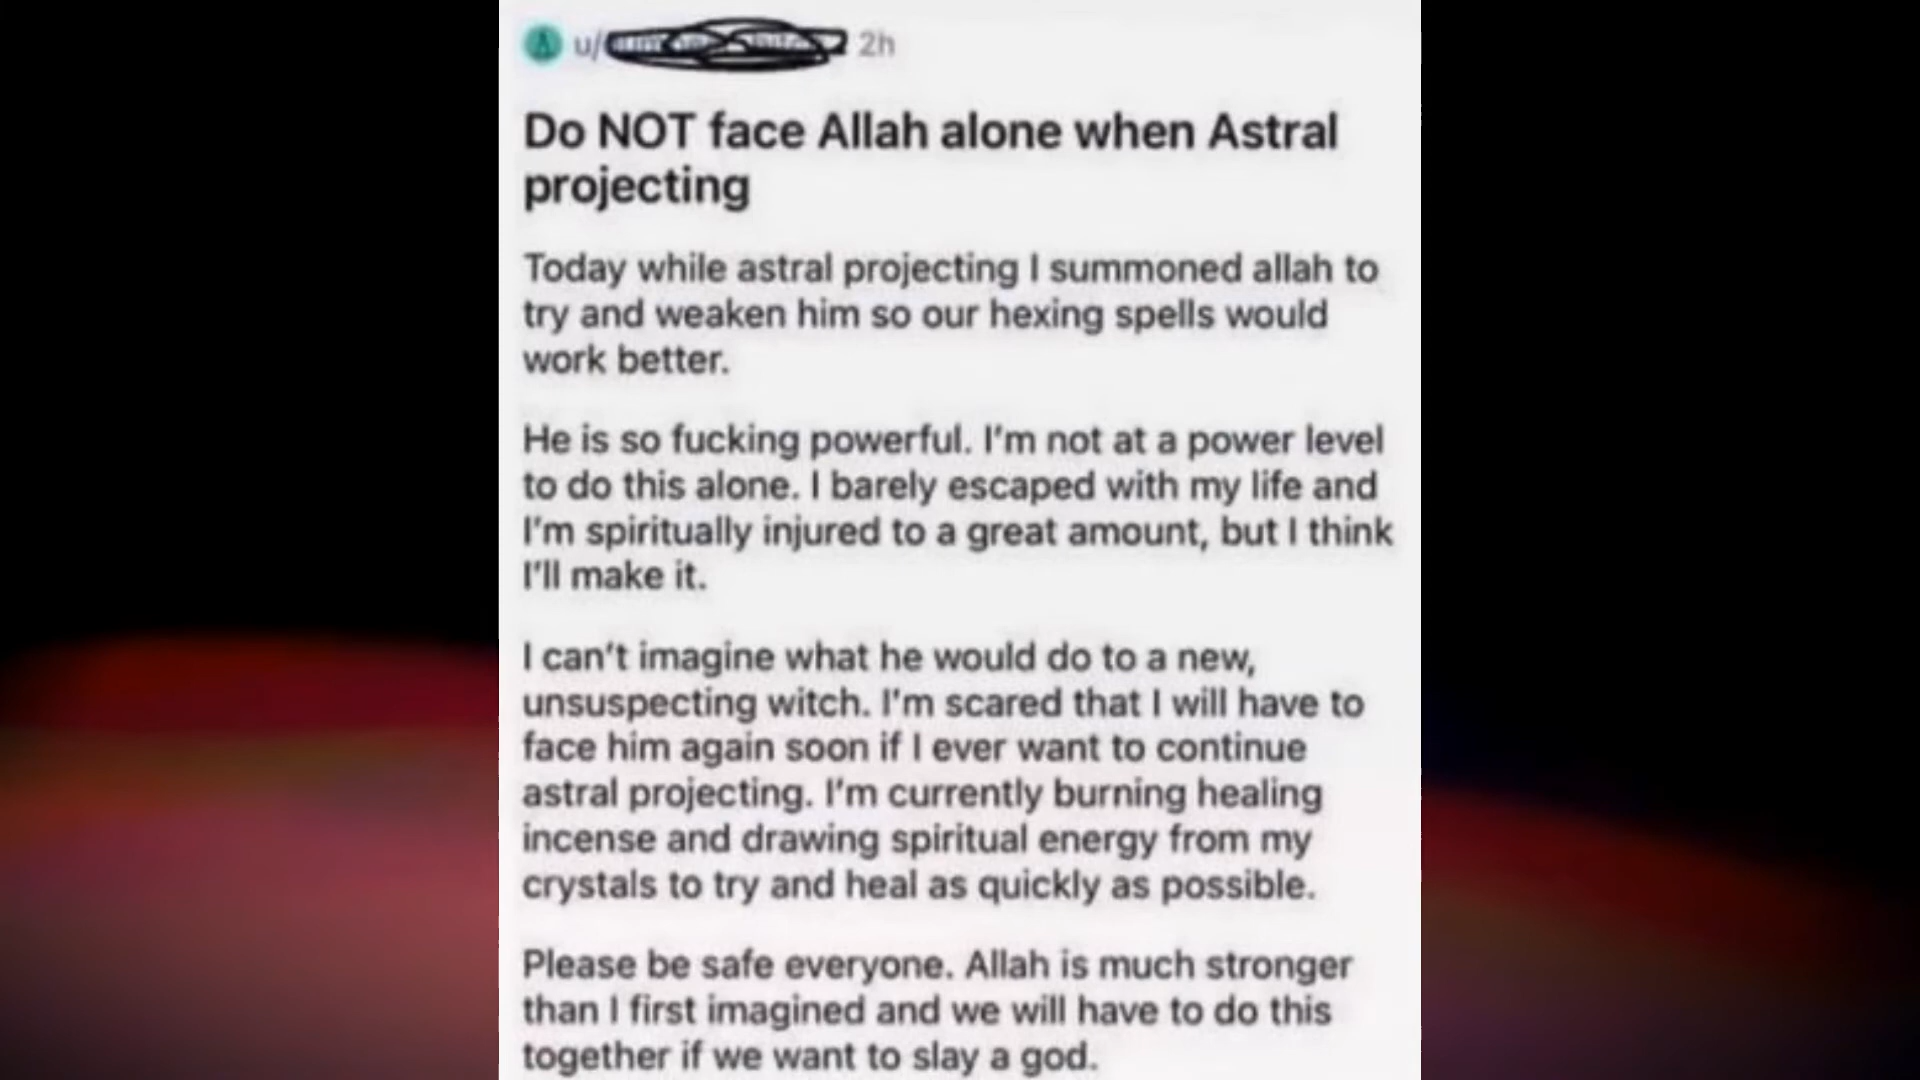 u/
2h
Do NOT face Allah alone when Astral
projecting
Today while astral projecting I summoned allah to
try and weaken him so our hexing spells would
work better.
He is so fucking powerful. I'm not at a power level
to do this alone. I barely escaped with my life and
I'm spiritually injured to a great amount, but I think
I'll make it.
I can't imagine what he would do to a new,
unsuspecting witch. I'm scared that I will have to
face him again soon if I ever want to continue
astral projecting. I'm currently burning healing
incense and drawing spiritual energy from my
crystals to try and heal as quickly as possible.
Please be safe everyone. Allah is much stronger
than I first imagined and we will have to do this
together if we want to slay a god.